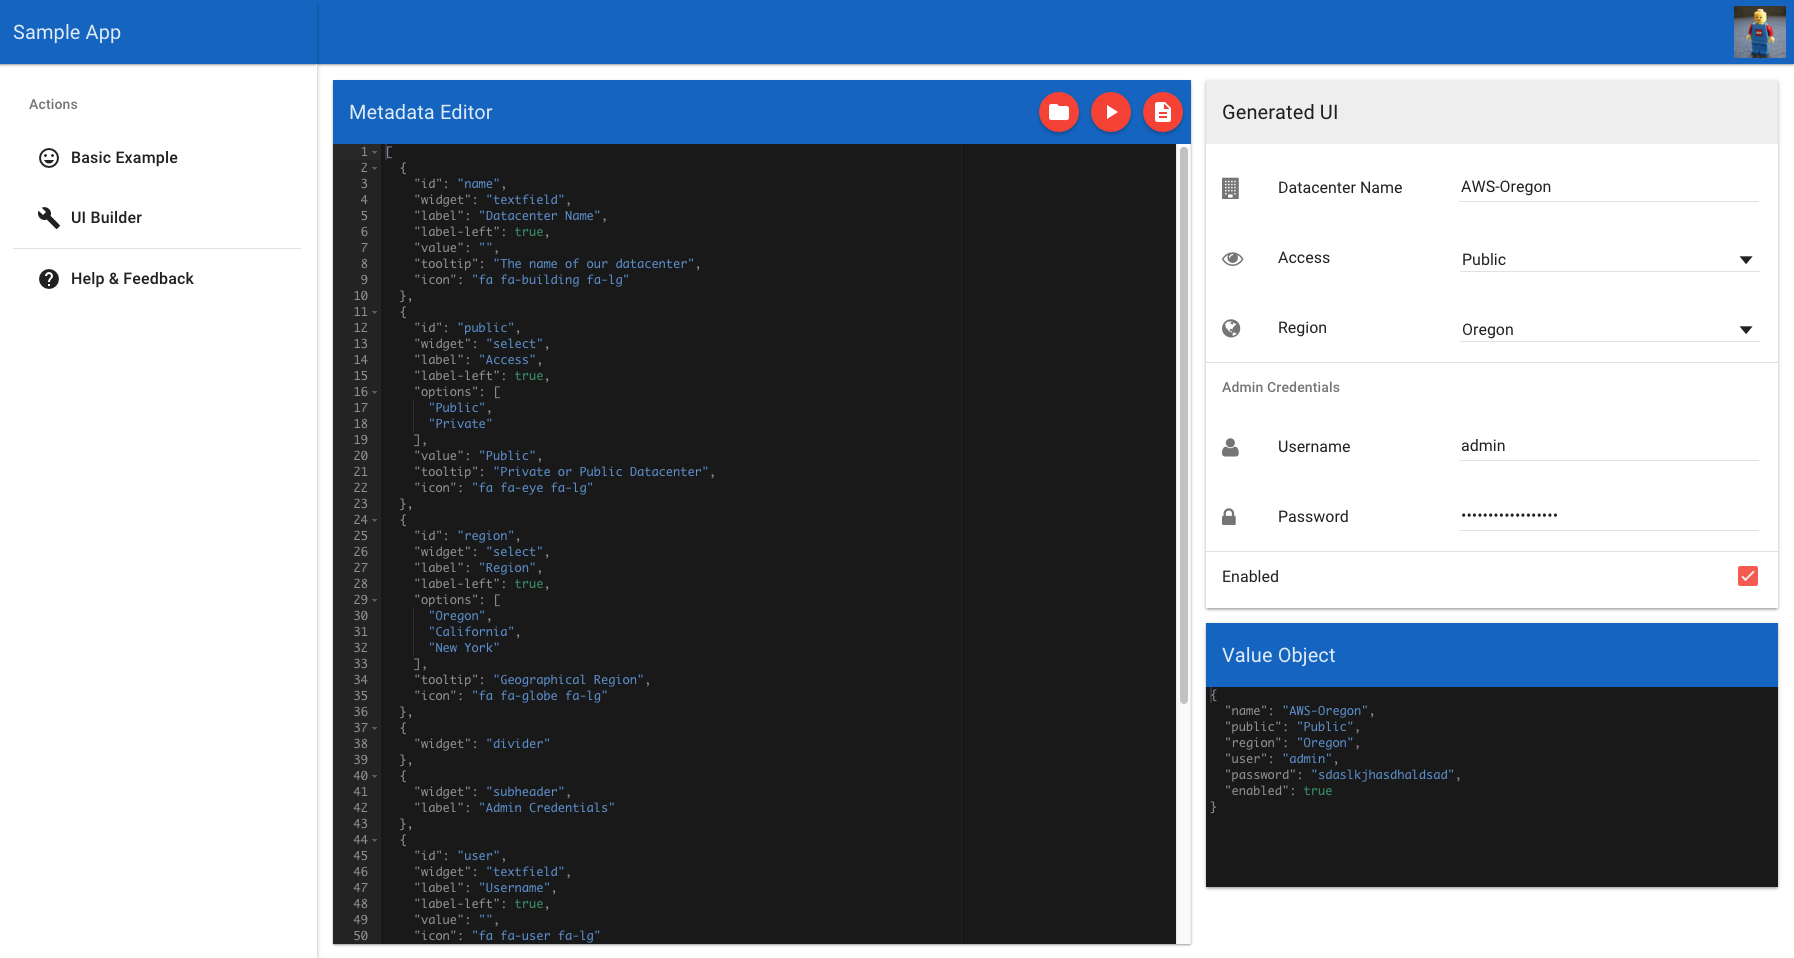 Sample App
Actions
Basic Example
UI Builder
Help & Feedback
Metadata Editor
1 [
2 {
3 "id": "name",
4 "widget": "textfield",
5 "label": "Datacenter Name",
6 "label-left": true,
7 "value": "",
8 "tooltip": "The name of our datacenter",
9 "icon": "fa fa-building fa-lg"
10 },
11 {
12 "id": "public",
13 "widget": "select",
14 "label": "Access",
15 "label-left": true,
16 "options": [
17 "Public",
18 "Private"
19 ],
20 "value": "Public",
21 "tooltip": "Private or Public Datacenter",
22 "icon": "fa fa-eye fa-lg"
23 },
24 {
25 "id": "region",
26 "widget": "select",
27 "label": "Region",
28 "label-left": true,
29 "options": [
30 "Oregon",
31 "California",
32 "New York"
33 ],
34 "tooltip": "Geographical Region",
35 "icon": "fa fa-globe fa-lg"
36 },
37 {
38 "widget": "divider"
39 },
40 {
41 "widget": "subheader",
42 "label": "Admin Credentials"
43 },
44 {
45 "id": "user",
46 "widget": "textfield",
47 "label": "Username",
48 "label-left": true,
49 "value": "",
50 "icon": "fa fa-user fa-lg"
Generated UI
Datacenter Name AWS-Oregon
Access Public
Region Oregon
Admin Credentials
Username admin
Password ••••••••••••••••••
Enabled
Value Object
{
"name": "AWS-Oregon",
"public": "Public",
"region": "Oregon",
"user": "admin",
"password": "sdaslkjhasdhaldsad",
"enabled": true
}